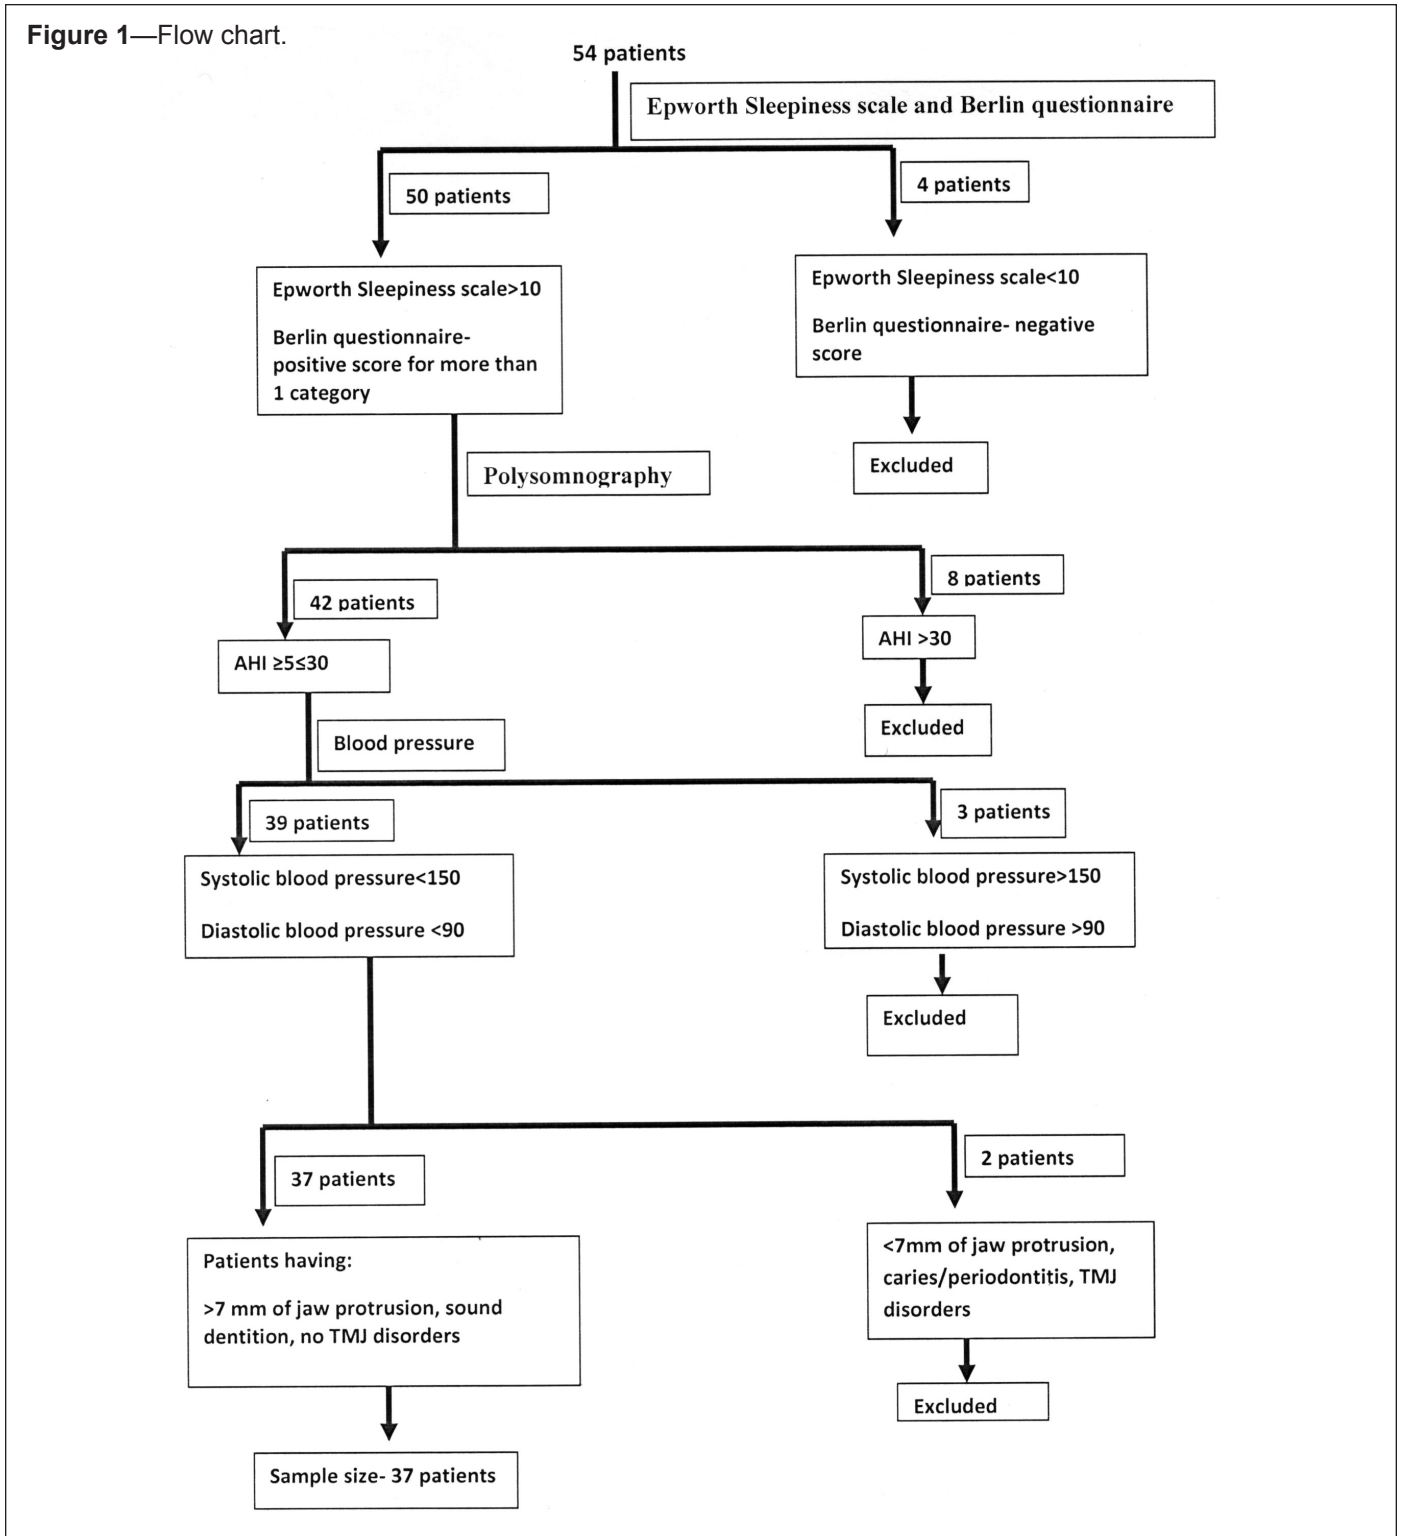 Figure 1—Flow chart.
54 patients
Epworth Sleepiness scale and Berlin questionnaire
50 patients
4 patients
Epworth Sleepiness scale>10
Berlin questionnaire-
positive score for more than
1 category
Epworth Sleepiness scale<10
Berlin questionnaire- negative
score
Excluded
Polysomnography
42 patients
8 patients
AHI ≥5≤30
AHI >30
Excluded
Blood pressure
39 patients
3 patients
Systolic blood pressure<150
Diastolic blood pressure <90
Systolic blood pressure>150
Diastolic blood pressure >90
Excluded
37 patients
2 patients
Patients having:
>7 mm of jaw protrusion, sound
dentition, no TMJ disorders
<7mm of jaw protrusion,
caries/periodontitis, TMJ
disorders
Excluded
Sample size- 37 patients